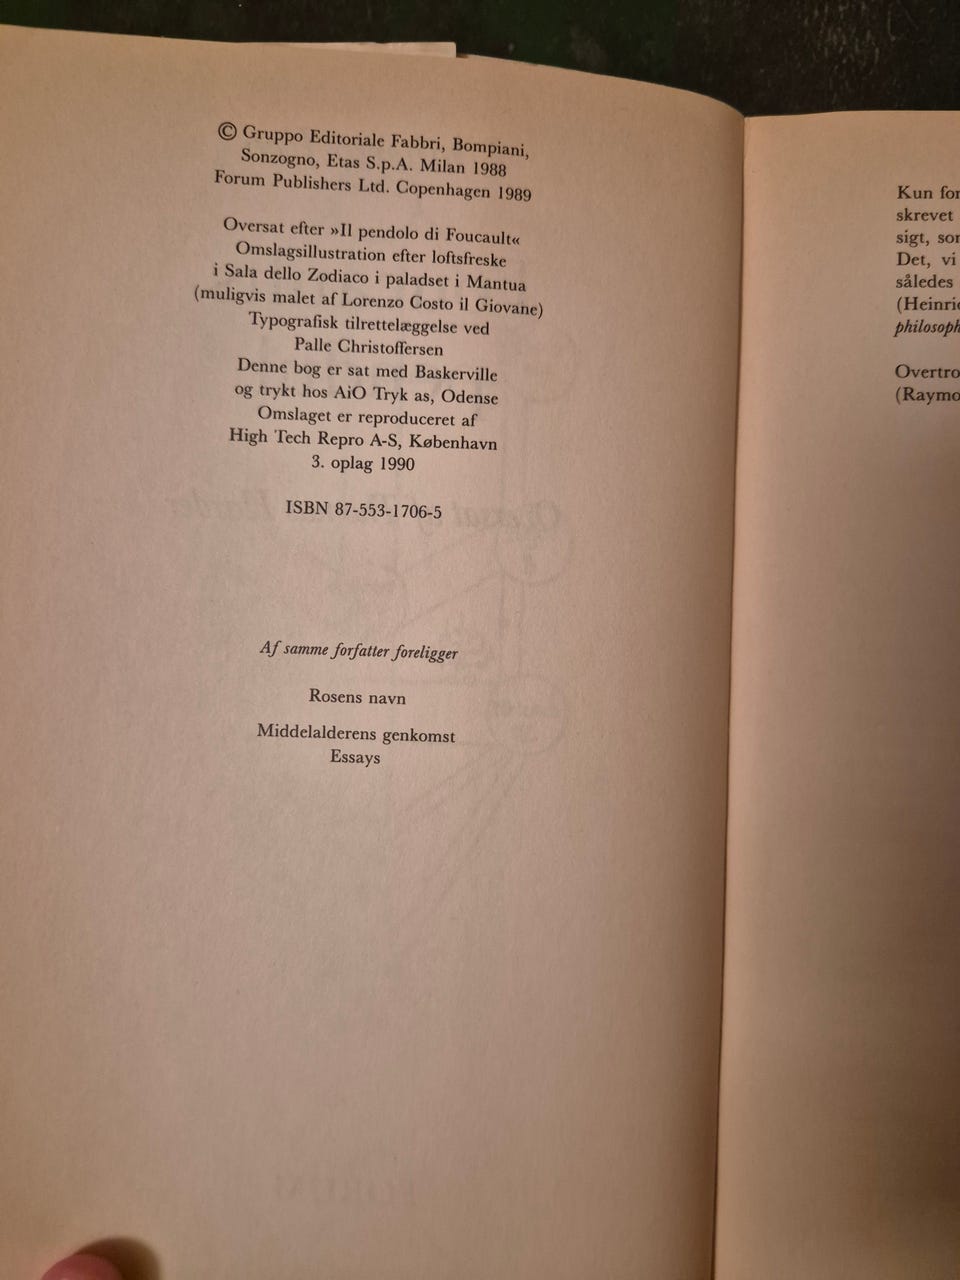 © Gruppo Editoriale Fabbri, Bompiani,
Sonzogno, Etas S.p.A. Milan 1988
Forum Publishers Ltd. Copenhagen 1989
Oversat efter »Il pendolo di Foucault«
Omslagsillustration efter loftsfreske
i Sala dello Zodiaco i paladset i Mantua
(muligvis malet af Lorenzo Costo il Giovane)
Typografisk tilrettelæggelse ved
Palle Christoffersen
Denne bog er sat med Baskerville
og trykt hos AiO Tryk as, Odense
Omslaget er reproduceret af
High Tech Repro A-S, København
3. oplag 1990
ISBN 87-553-1706-5
Af samme forfatter foreligger
Rosens navn
Middelalderens genkomst
Essays
Kun for
skrevet
sigt, som
Det, vi
således
(Heinric
philosoph
Overtro
(Raymo